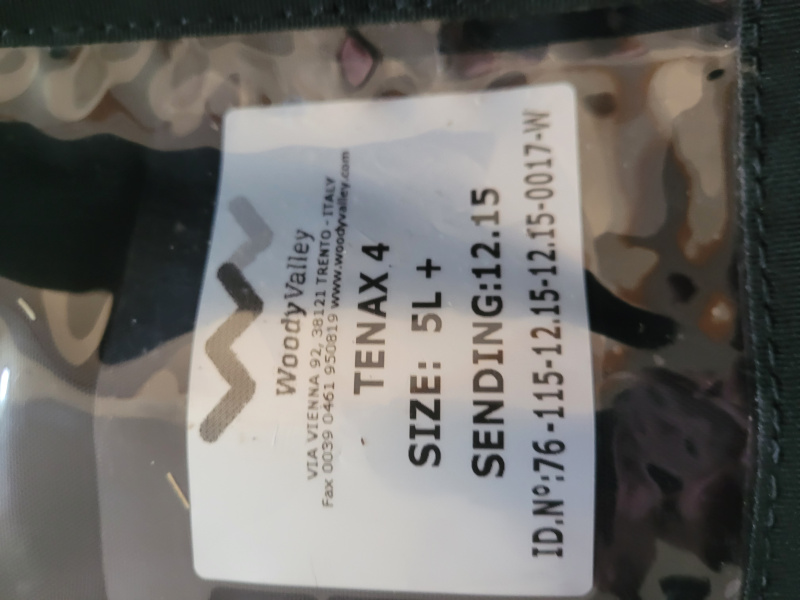 WoodyValley
VIA VIENNA 92, 38121 TRENTO - ITALY
Fax 0039 0461 950819 www.woodyvalley.com
TENAX 4
SIZE: 5L +
SENDING:12.15
ID.Nº:76-115-12.15-12.15-0017-W